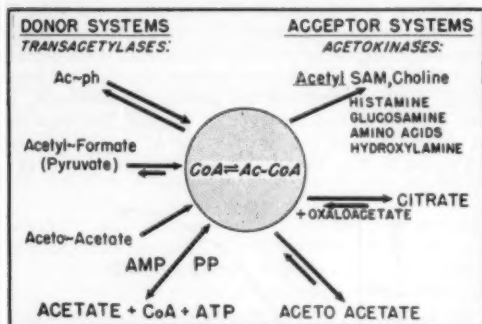 DONOR SYSTEMS
TRANSACETYLASES:
Ac~ph
Acetyl~Formate
(Pyruvate)
Aceto~Acetate
AMP PP
ACETATE + CoA + ATP
CoA⇌Ac-CoA
ACCEPTOR SYSTEMS
ACETOKINASES:
Acetyl SAM, Choline
HISTAMINE
GLUCOSAMINE
AMINO ACIDS
HYDROXYLAMINE
CITRATE
+ OXALOACETATE
ACETO ACETATE